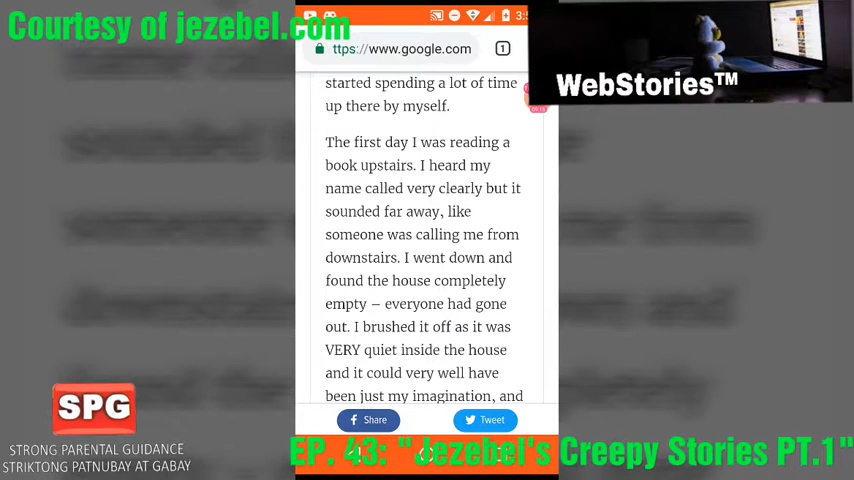 Courtesy of jezebel.com
ttps://www.google.com
1
WebStories™
started spending a lot of time
up there by myself.
The first day I was reading a
book upstairs. I heard my
name called very clearly but it
sounded far away, like
someone was calling me from
downstairs. I went down and
found the house completely
empty – everyone had gone
out. I brushed it off as it was
VERY quiet inside the house
and it could very well have
been just my imagination, and
Share
Tweet
SPG
STRONG PARENTAL GUIDANCE
STRIKTONG PATNUBAY AT GABAY
EP. 43: "Jezebel's Creepy Stories PT.1"